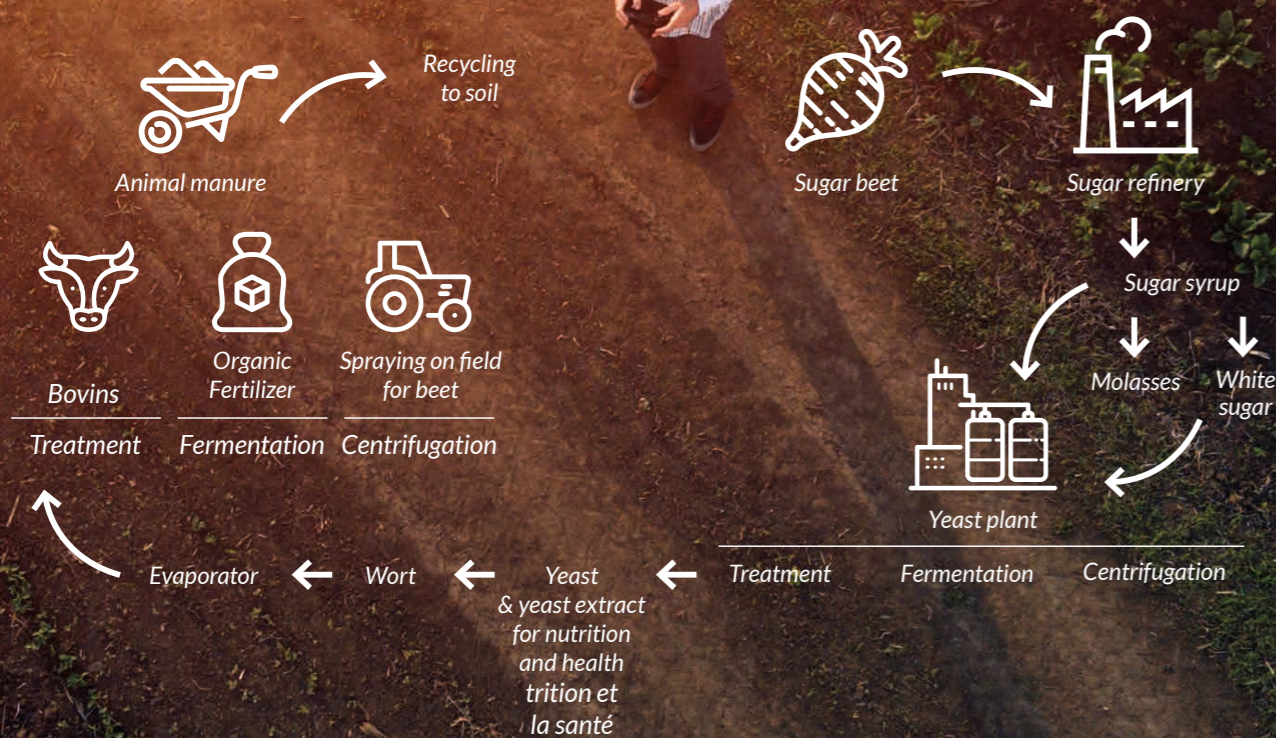 Recycling
to soil
Animal manure
Sugar beet
Sugar refinery
Sugar syrup
Molasses
White
sugar
Bovins
Organic
Fertilizer
Spraying on field
for beet
Treatment
Fermentation
Centrifugation
Yeast plant
Treatment
Fermentation
Centrifugation
Yeast
& yeast extract
for nutrition
and health
trition et
la santé
Wort
Evaporator